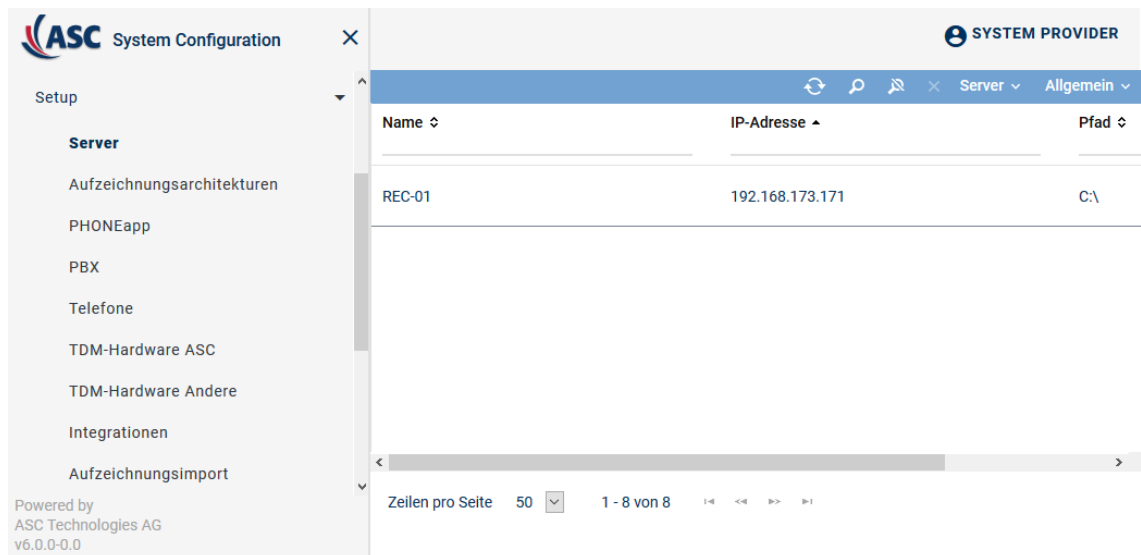 ASC System Configuration
SYSTEM PROVIDER
Setup
Server
Aufzeichnungsarchitekturen
PHONEapp
PBX
Telefone
TDM-Hardware ASC
TDM-Hardware Andere
Integrationen
Aufzeichnungsimport
Powered by
ASC Technologies AG
v6.0.0-0.0
Server Allgemein
Name IP-Adresse Pfad
REC-01 192.168.173.171 C:\
Zeilen pro Seite 50 1 - 8 von 8